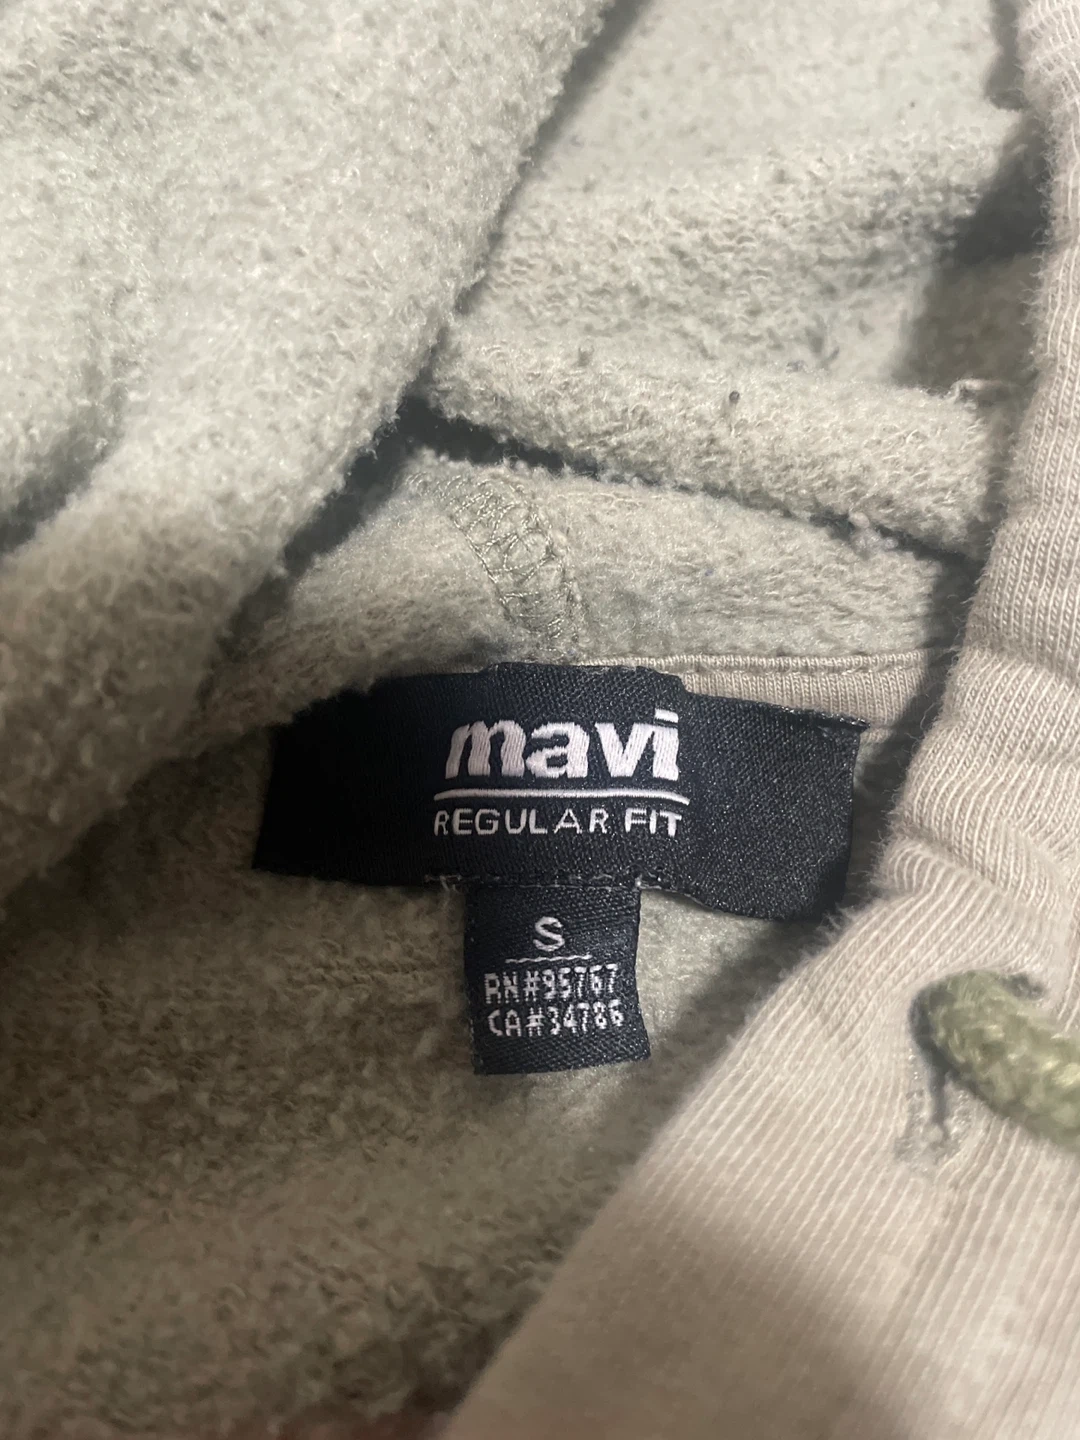 mavi
REGULAR FIT
S
RN#95767
CA#34786